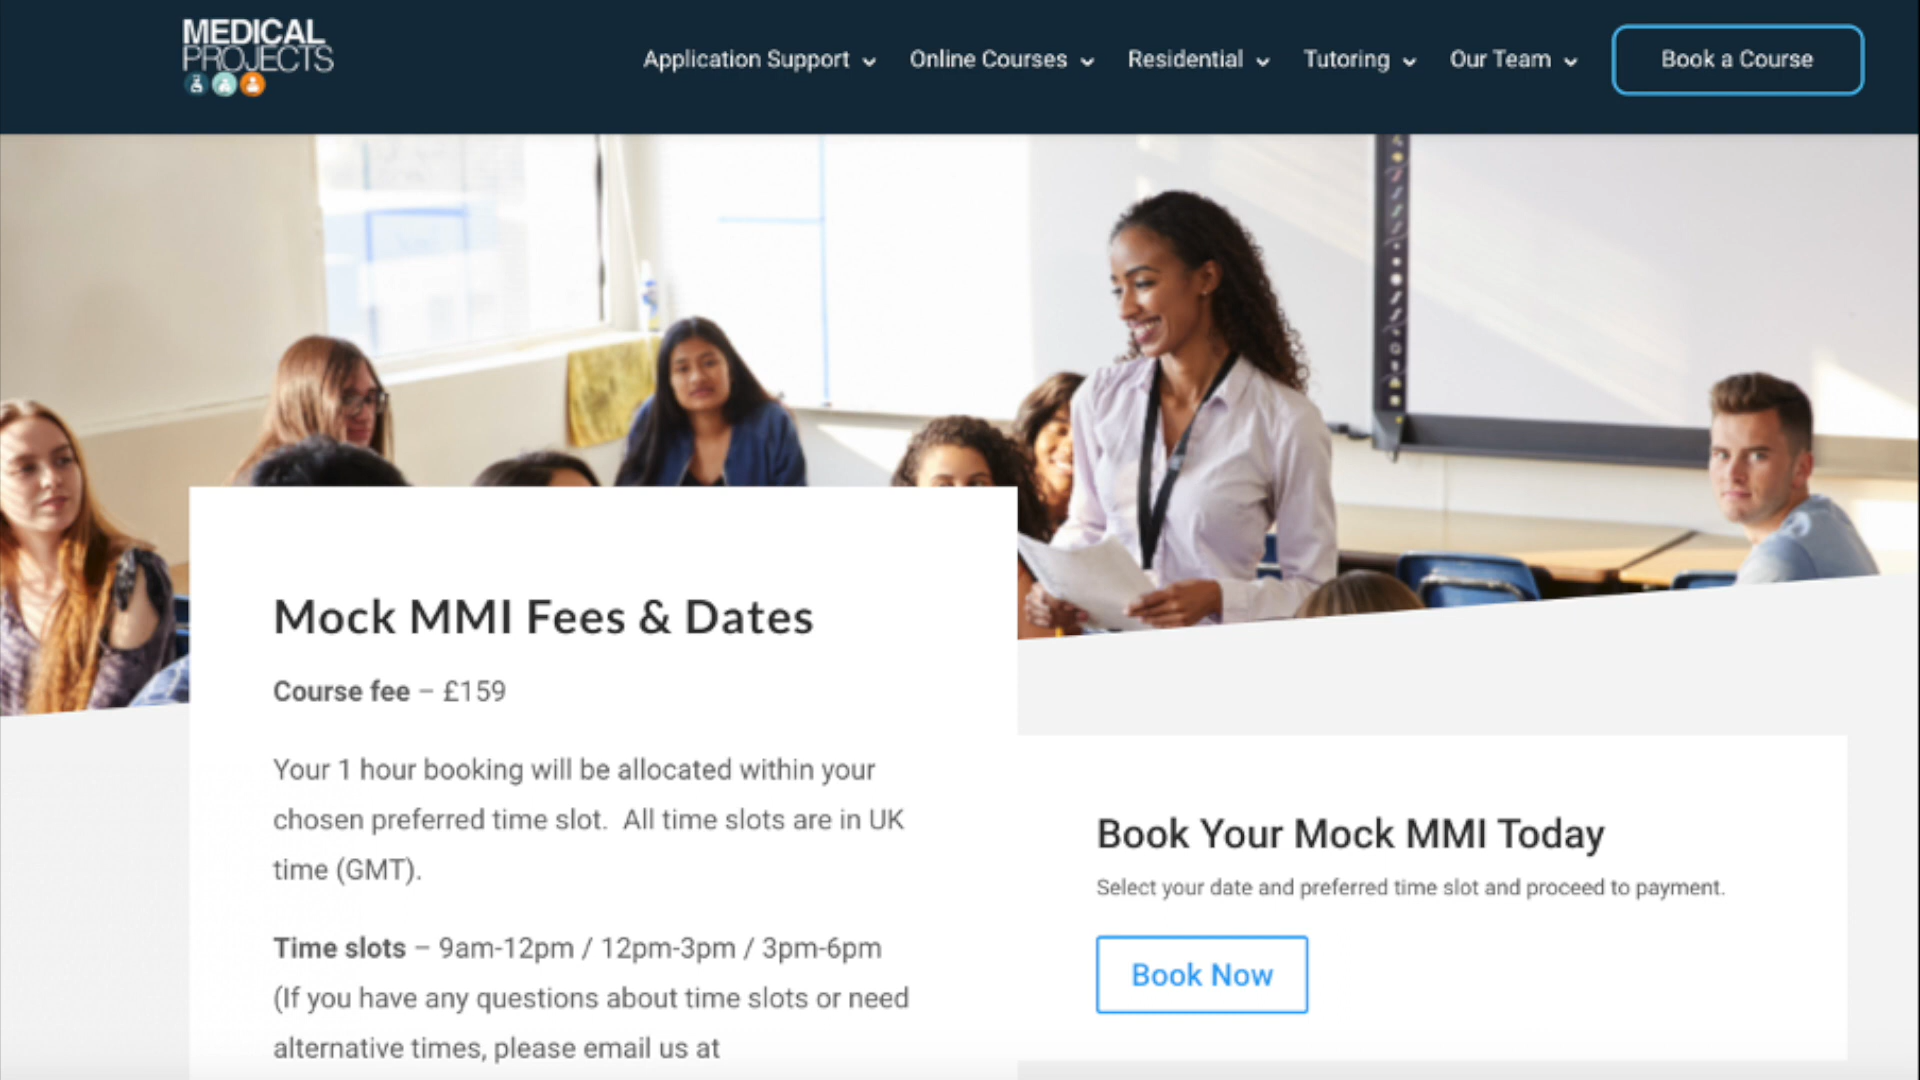 MEDICAL
PROJECTS
Application Support
Online Courses
Residential
Tutoring
Our Team
Book a Course
Mock MMI Fees & Dates
Course fee – £159
Your 1 hour booking will be allocated within your
chosen preferred time slot.  All time slots are in UK
time (GMT).
Time slots – 9am-12pm / 12pm-3pm / 3pm-6pm
(If you have any questions about time slots or need
alternative times, please email us at
Book Your Mock MMI Today
Select your date and preferred time slot and proceed to payment.
Book Now